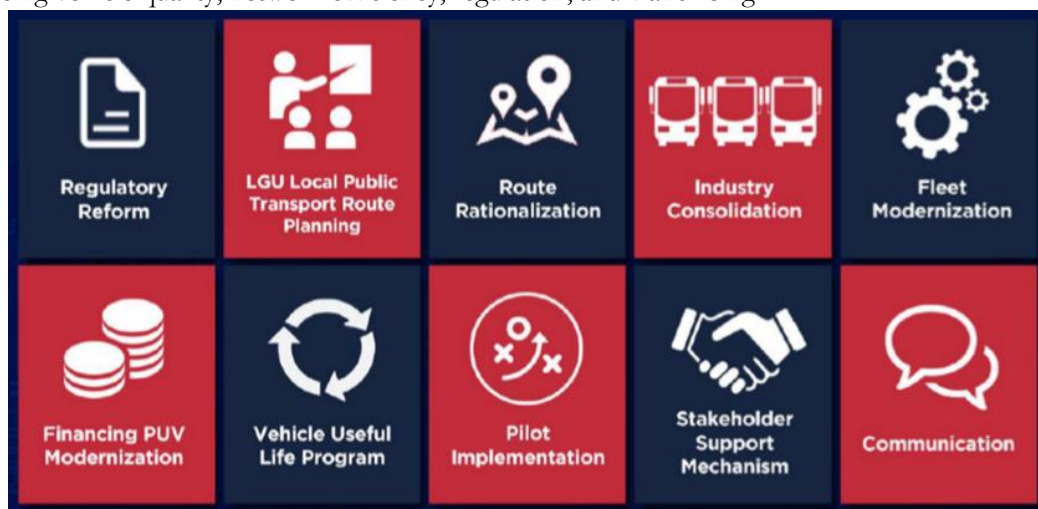 Regulatory
Reform
LGU Local Public
Transport Route
Planning
Route
Rationalization
Industry
Consolidation
Fleet
Modernization
Financing PUV
Modernization
Vehicle Useful
Life Program
Pilot
Implementation
Stakeholder
Support
Mechanism
Communication